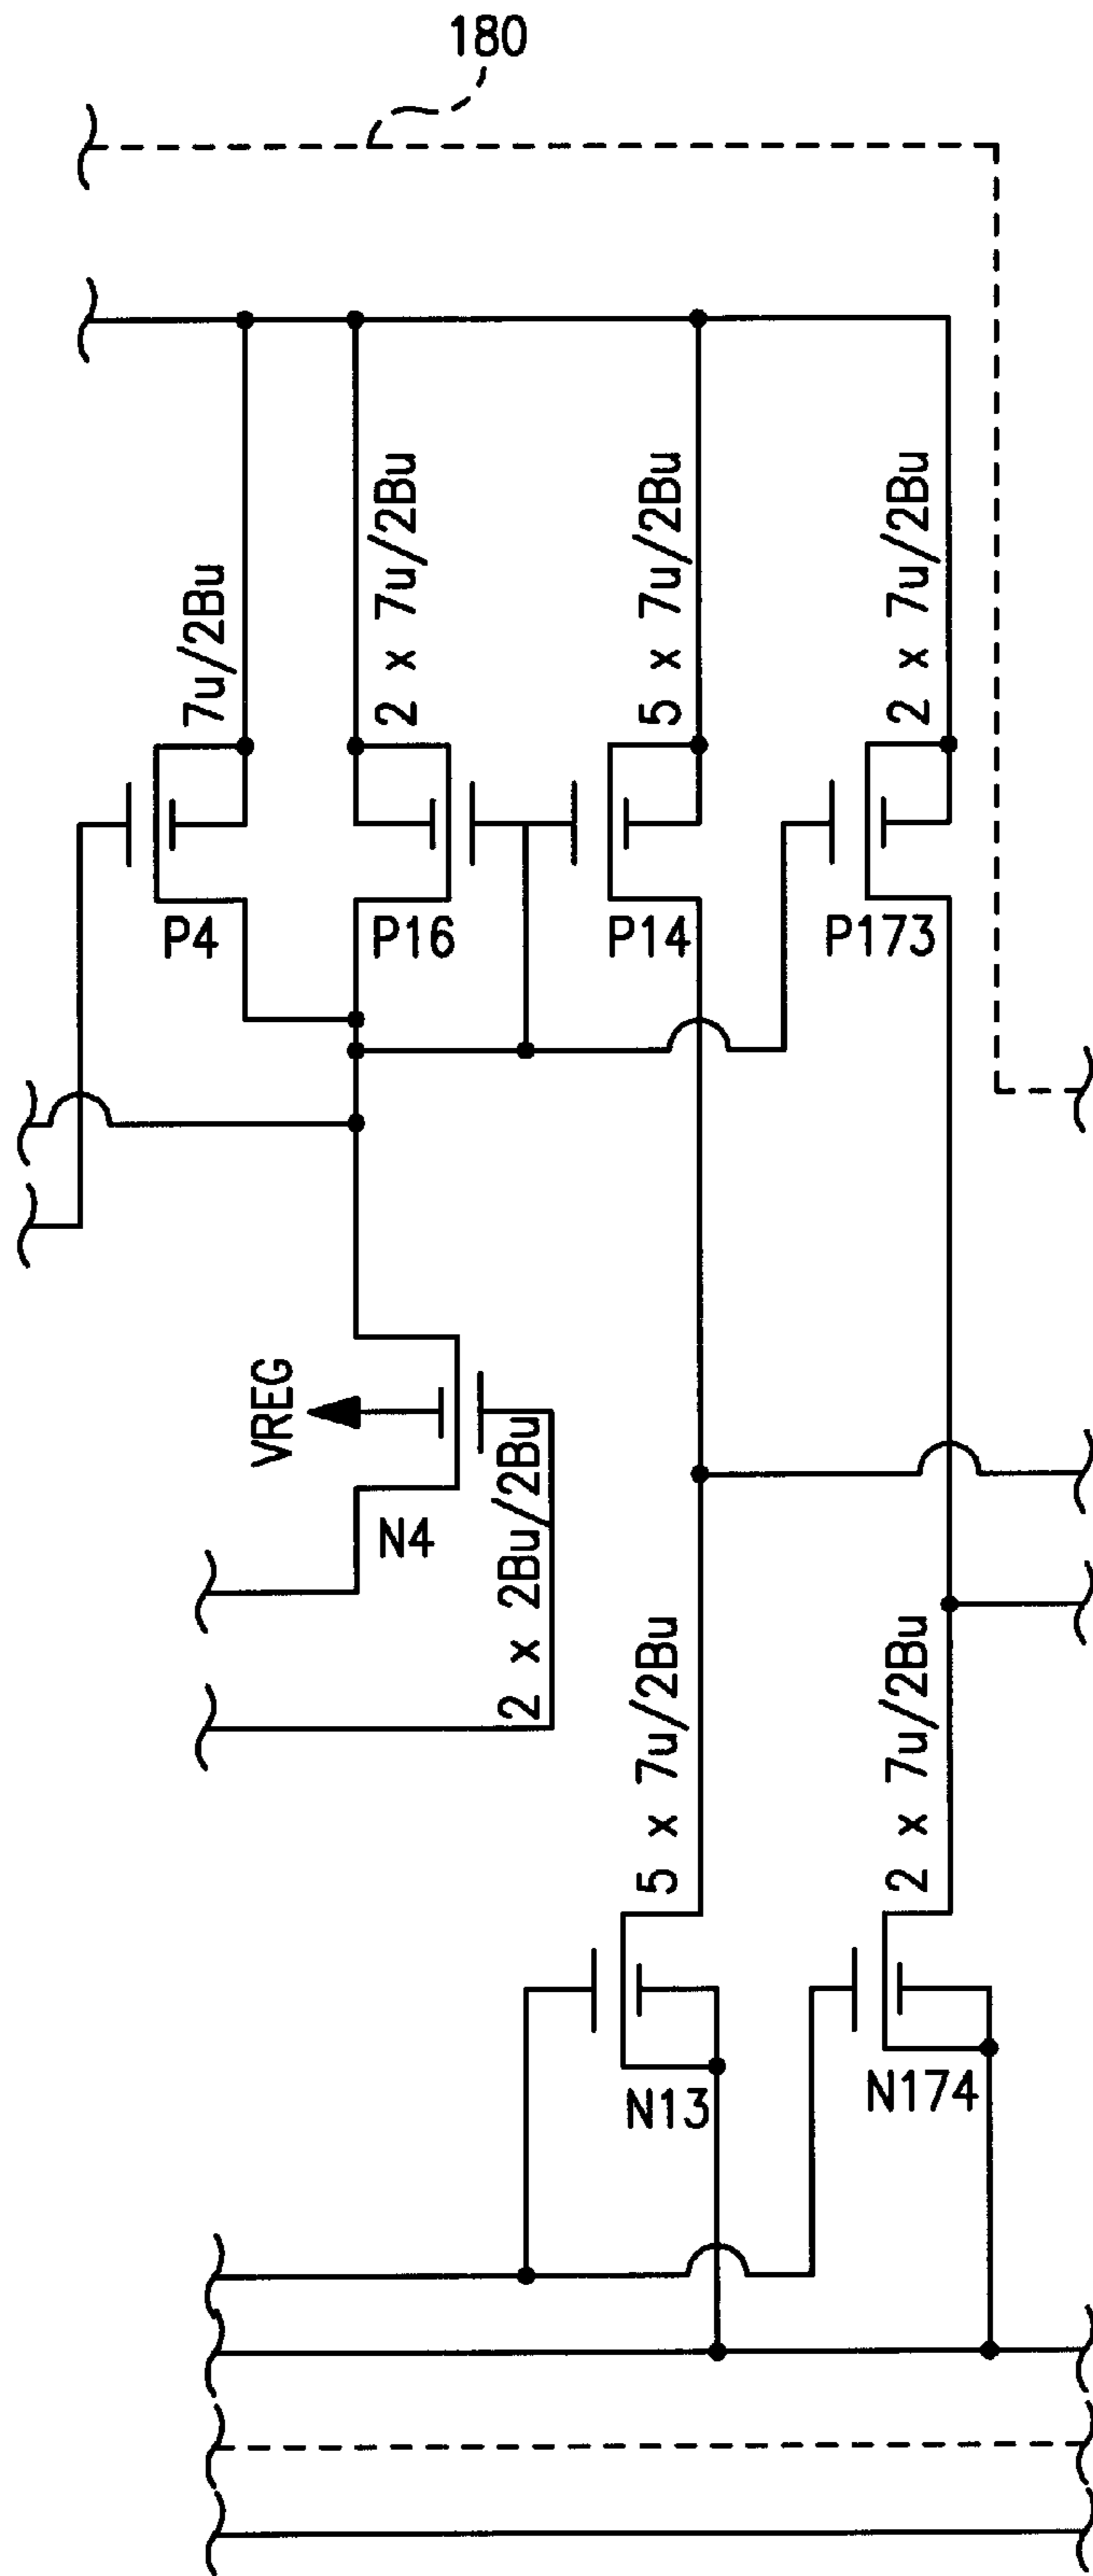 180
7u/2Bu
2 x 7u/2Bu
5 x 7u/2Bu
2 x 7u/2Bu
P4
P16
P14
P173
VREG
N4
2 x 2Bu/2Bu
5 x 7u/2Bu
2 x 7u/2Bu
N13
N174